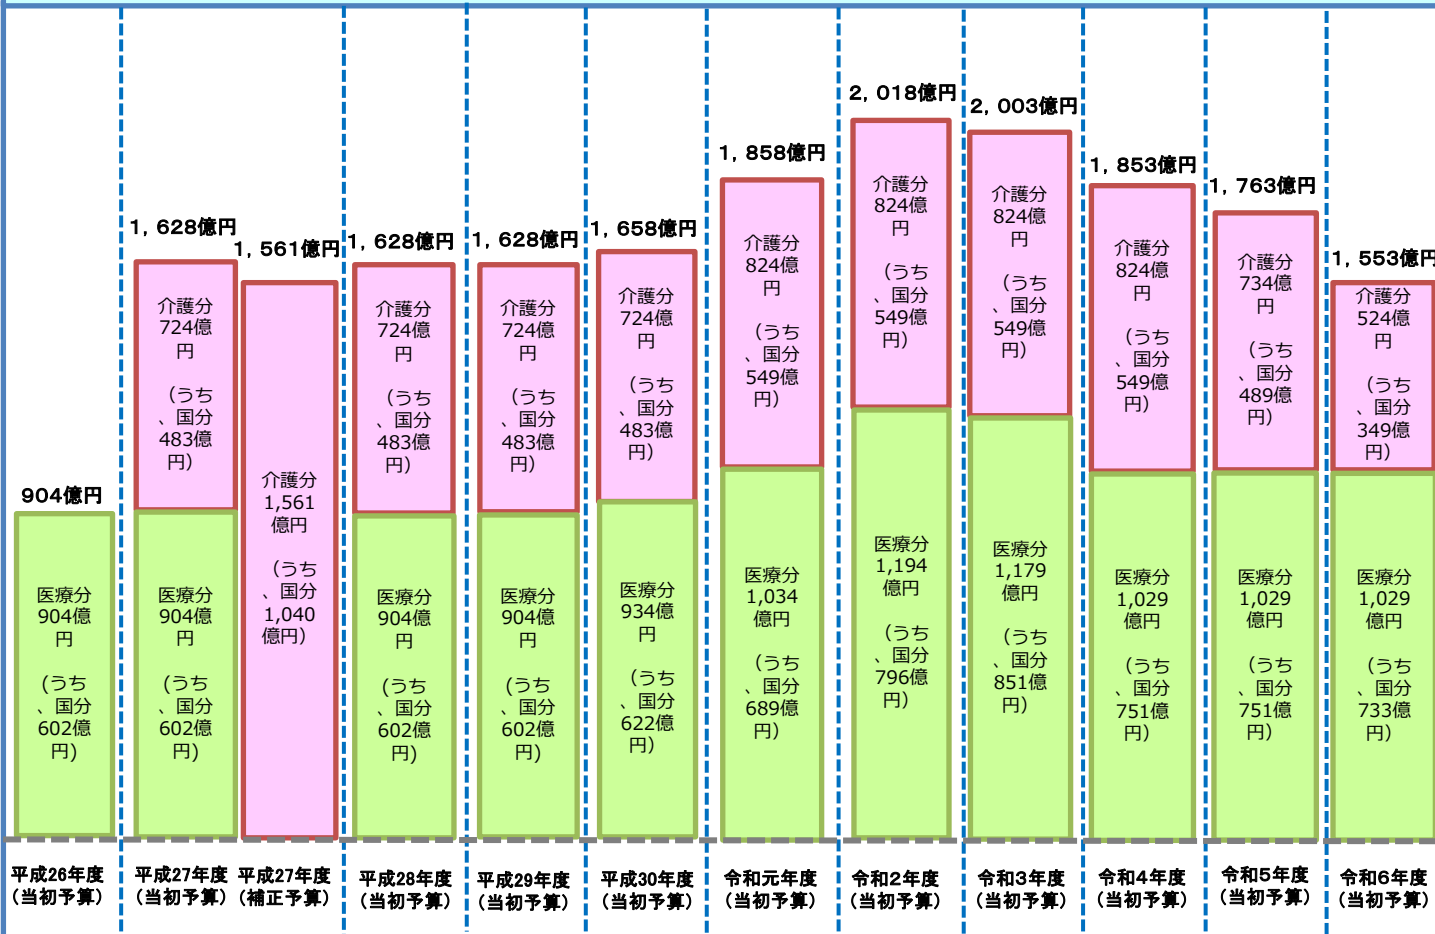 904億円
医療分
904億
円
(うち
、国分
602億
円)
平成26年度
(当初予算)
1,628億円
介護分
724億
円
(うち
、国分
483億
円)
医療分
904億
円
(うち
、国分
602億
円)
平成27年度
(当初予算)
1,561億円
介護分
1,561
億円
(うち
、国分
1,040
億円)
平成27年度
(補正予算)
1,628億円
介護分
724億
円
(うち
、国分
483億
円)
医療分
904億
円
(うち
、国分
602億
円)
平成28年度
(当初予算)
1,628億円
介護分
724億
円
(うち
、国分
483億
円)
医療分
904億
円
(うち
、国分
602億
円)
平成29年度
(当初予算)
1,658億円
介護分
724億
円
(うち
、国分
483億
円)
医療分
934億
円
(うち
、国分
622億
円)
平成30年度
(当初予算)
1,858億円
介護分
824億
円
(うち
、国分
549億
円)
医療分
1,034
億円
(うち
、国分
689億
円)
令和元年度
(当初予算)
2,018億円
介護分
824億
円
(うち
、国分
549億
円)
医療分
1,194
億円
(うち
、国分
796億
円)
令和2年度
(当初予算)
2,003億円
介護分
824億
円
(うち
、国分
549億
円)
医療分
1,179
億円
(うち
、国分
851億
円)
令和3年度
(当初予算)
1,853億円
介護分
824億
円
(うち
、国分
549億
円)
医療分
1,029
億円
(うち
、国分
751億
円)
令和4年度
(当初予算)
1,763億円
介護分
734億
円
(うち
、国分
489億
円)
医療分
1,029
億円
(うち
、国分
751億
円)
令和5年度
(当初予算)
1,553億円
介護分
524億
円
(うち
、国分
349億
円)
医療分
1,029
億円
(うち
、国分
733億
円)
令和6年度
(当初予算)